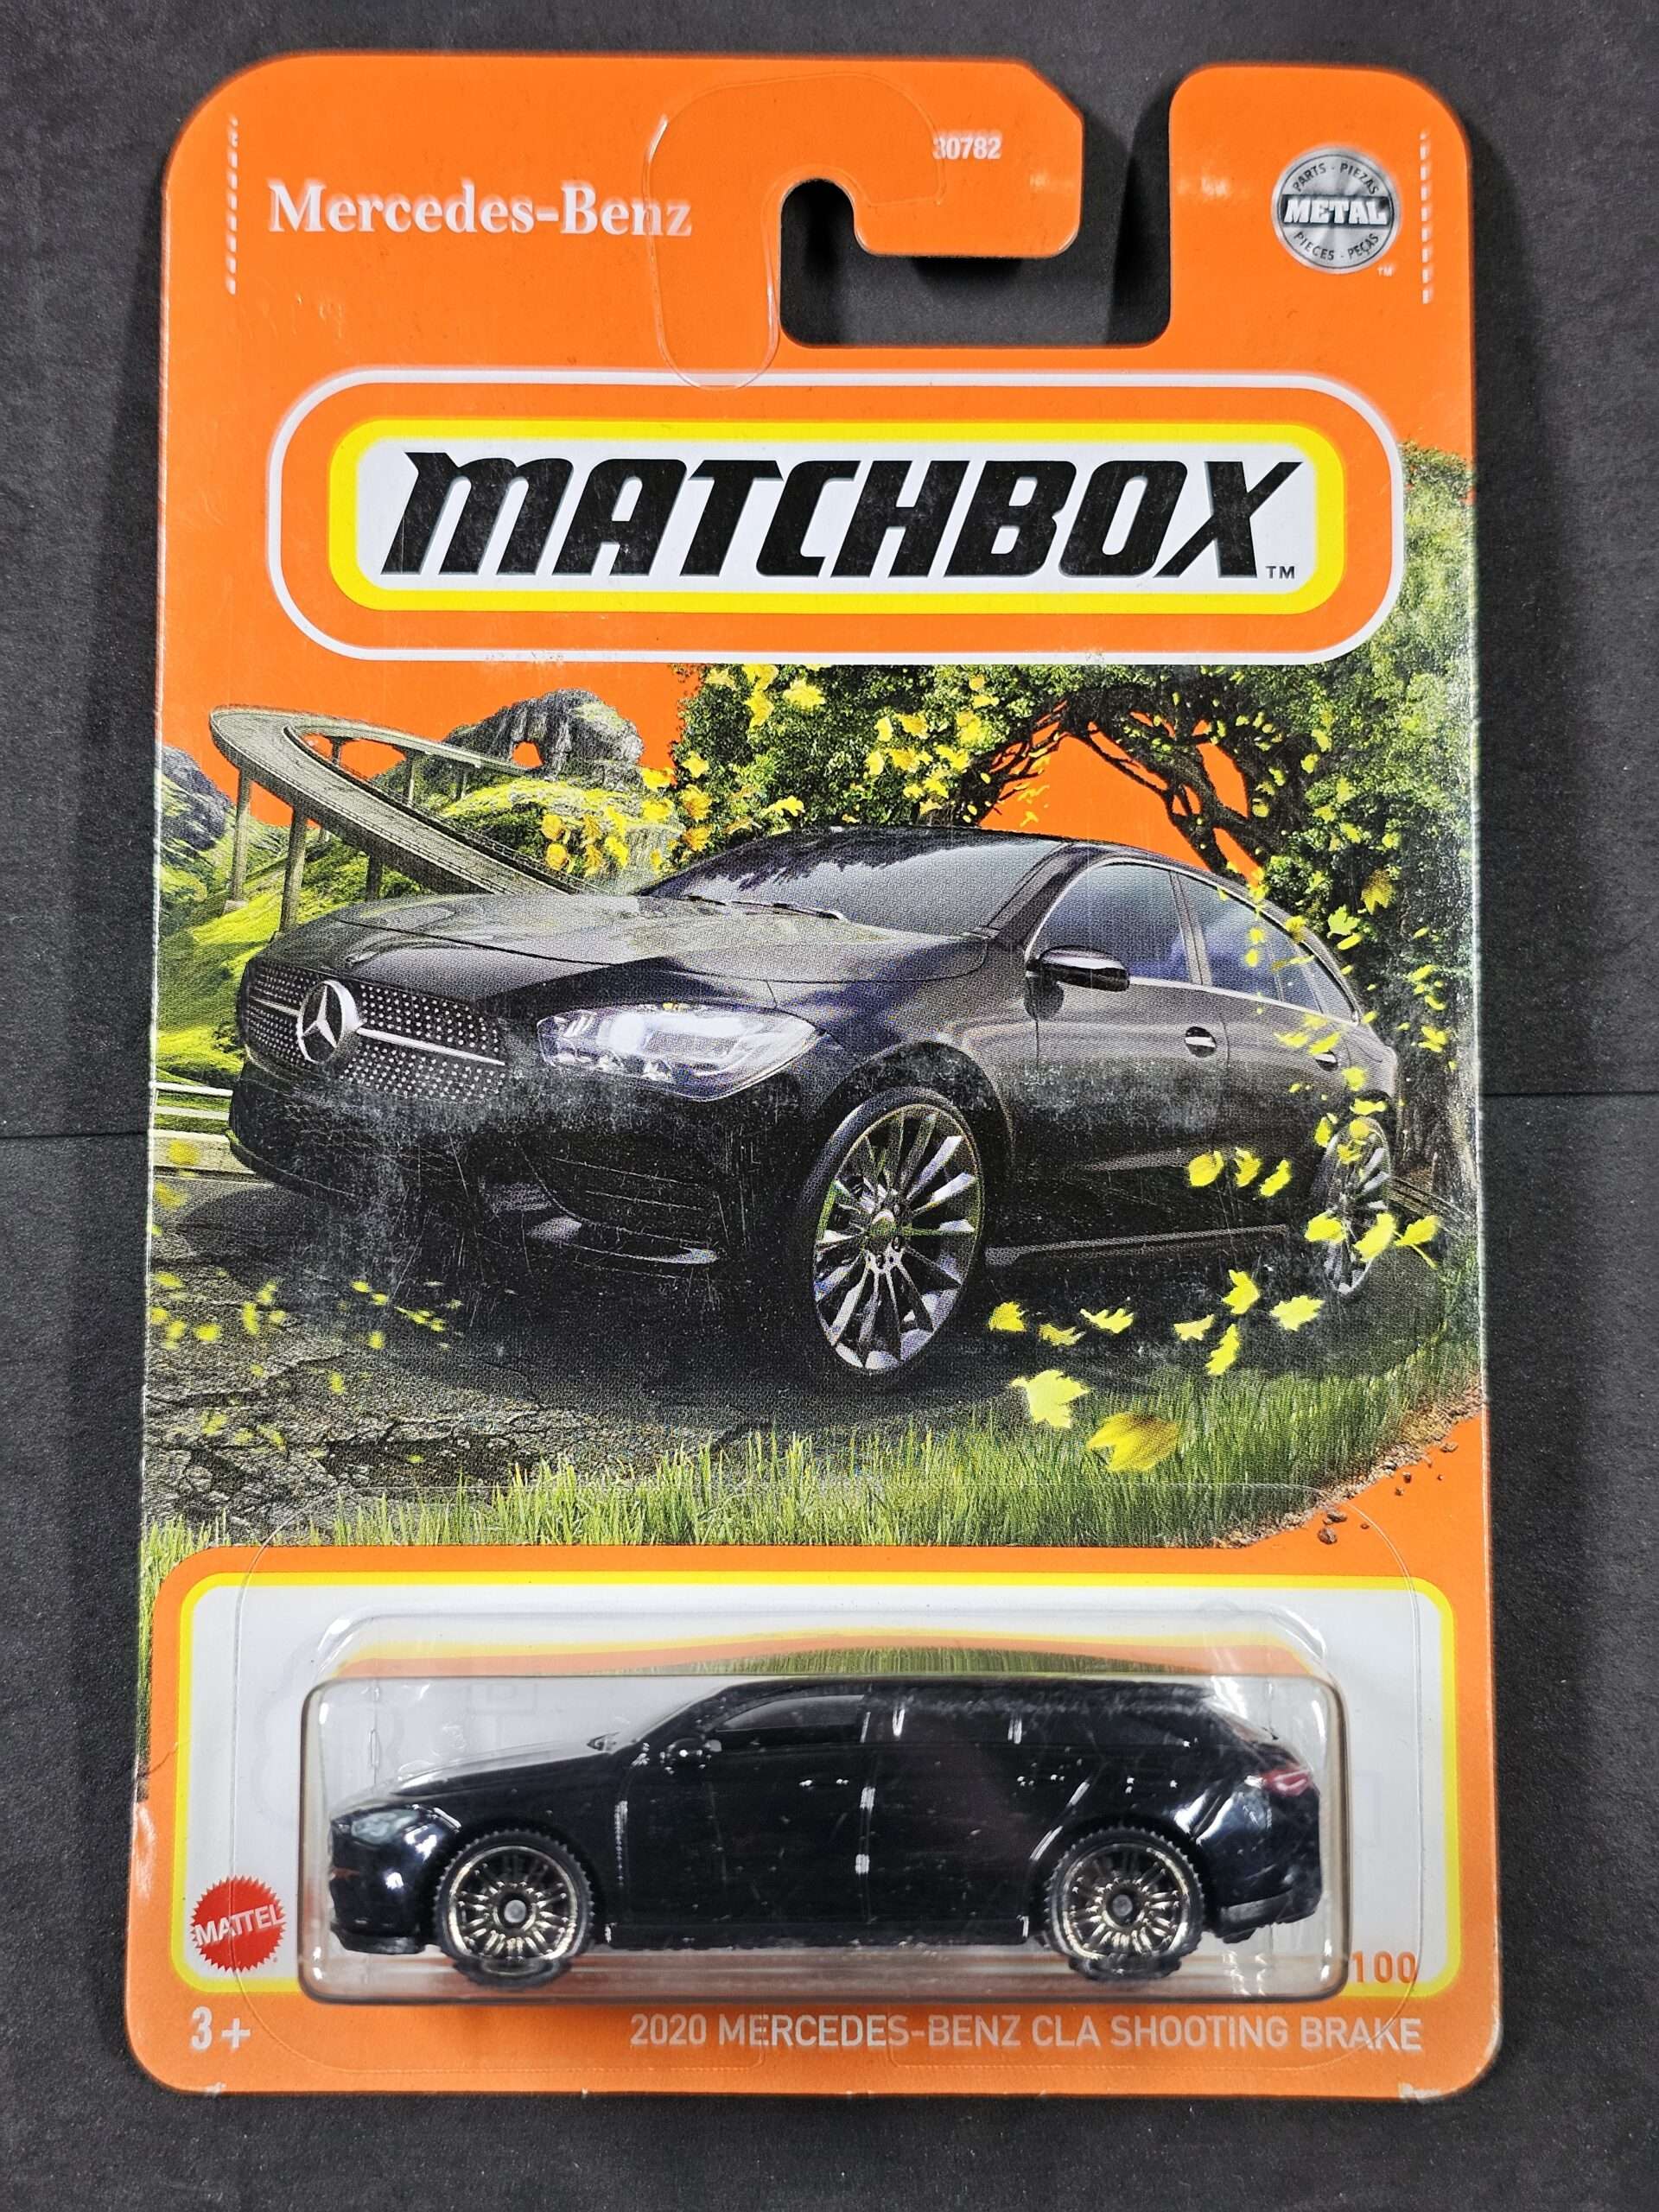 30782
Mercedes-Benz
PARTS - PIEZAS
METAL
PIECES - PEÇAS
TM
MATCHBOX
TM
MATTEL
100
3+
2020 MERCEDES-BENZ CLA SHOOTING BRAKE